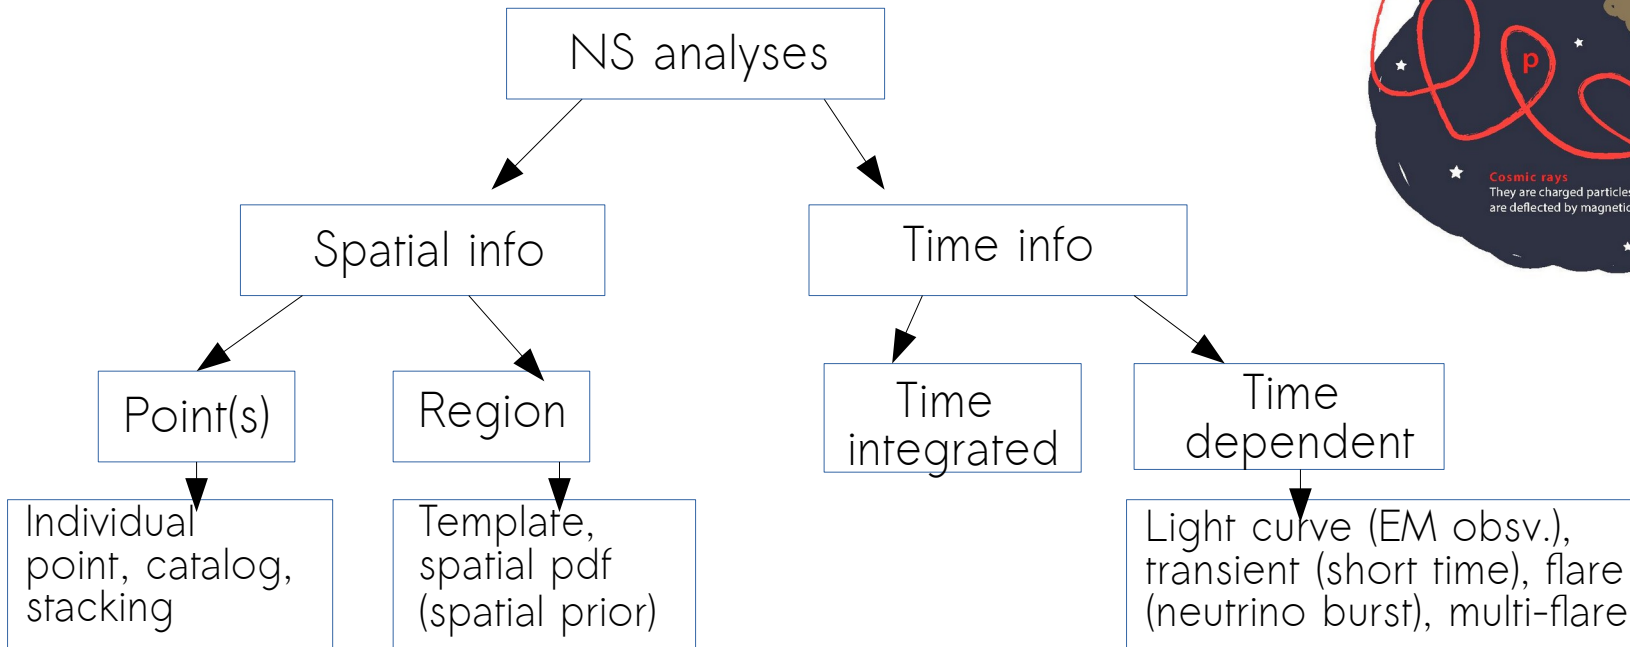 NS analyses
p
Cosmic rays
They are charged particles
are deflected by magnetic
Spatial info
Time info
Point(s)
Region
Time
integrated
Time
dependent
Individual
point, catalog,
stacking
Template,
spatial pdf
(spatial prior)
Light curve (EM obsv.),
transient (short time), flare
(neutrino burst), multi-flare